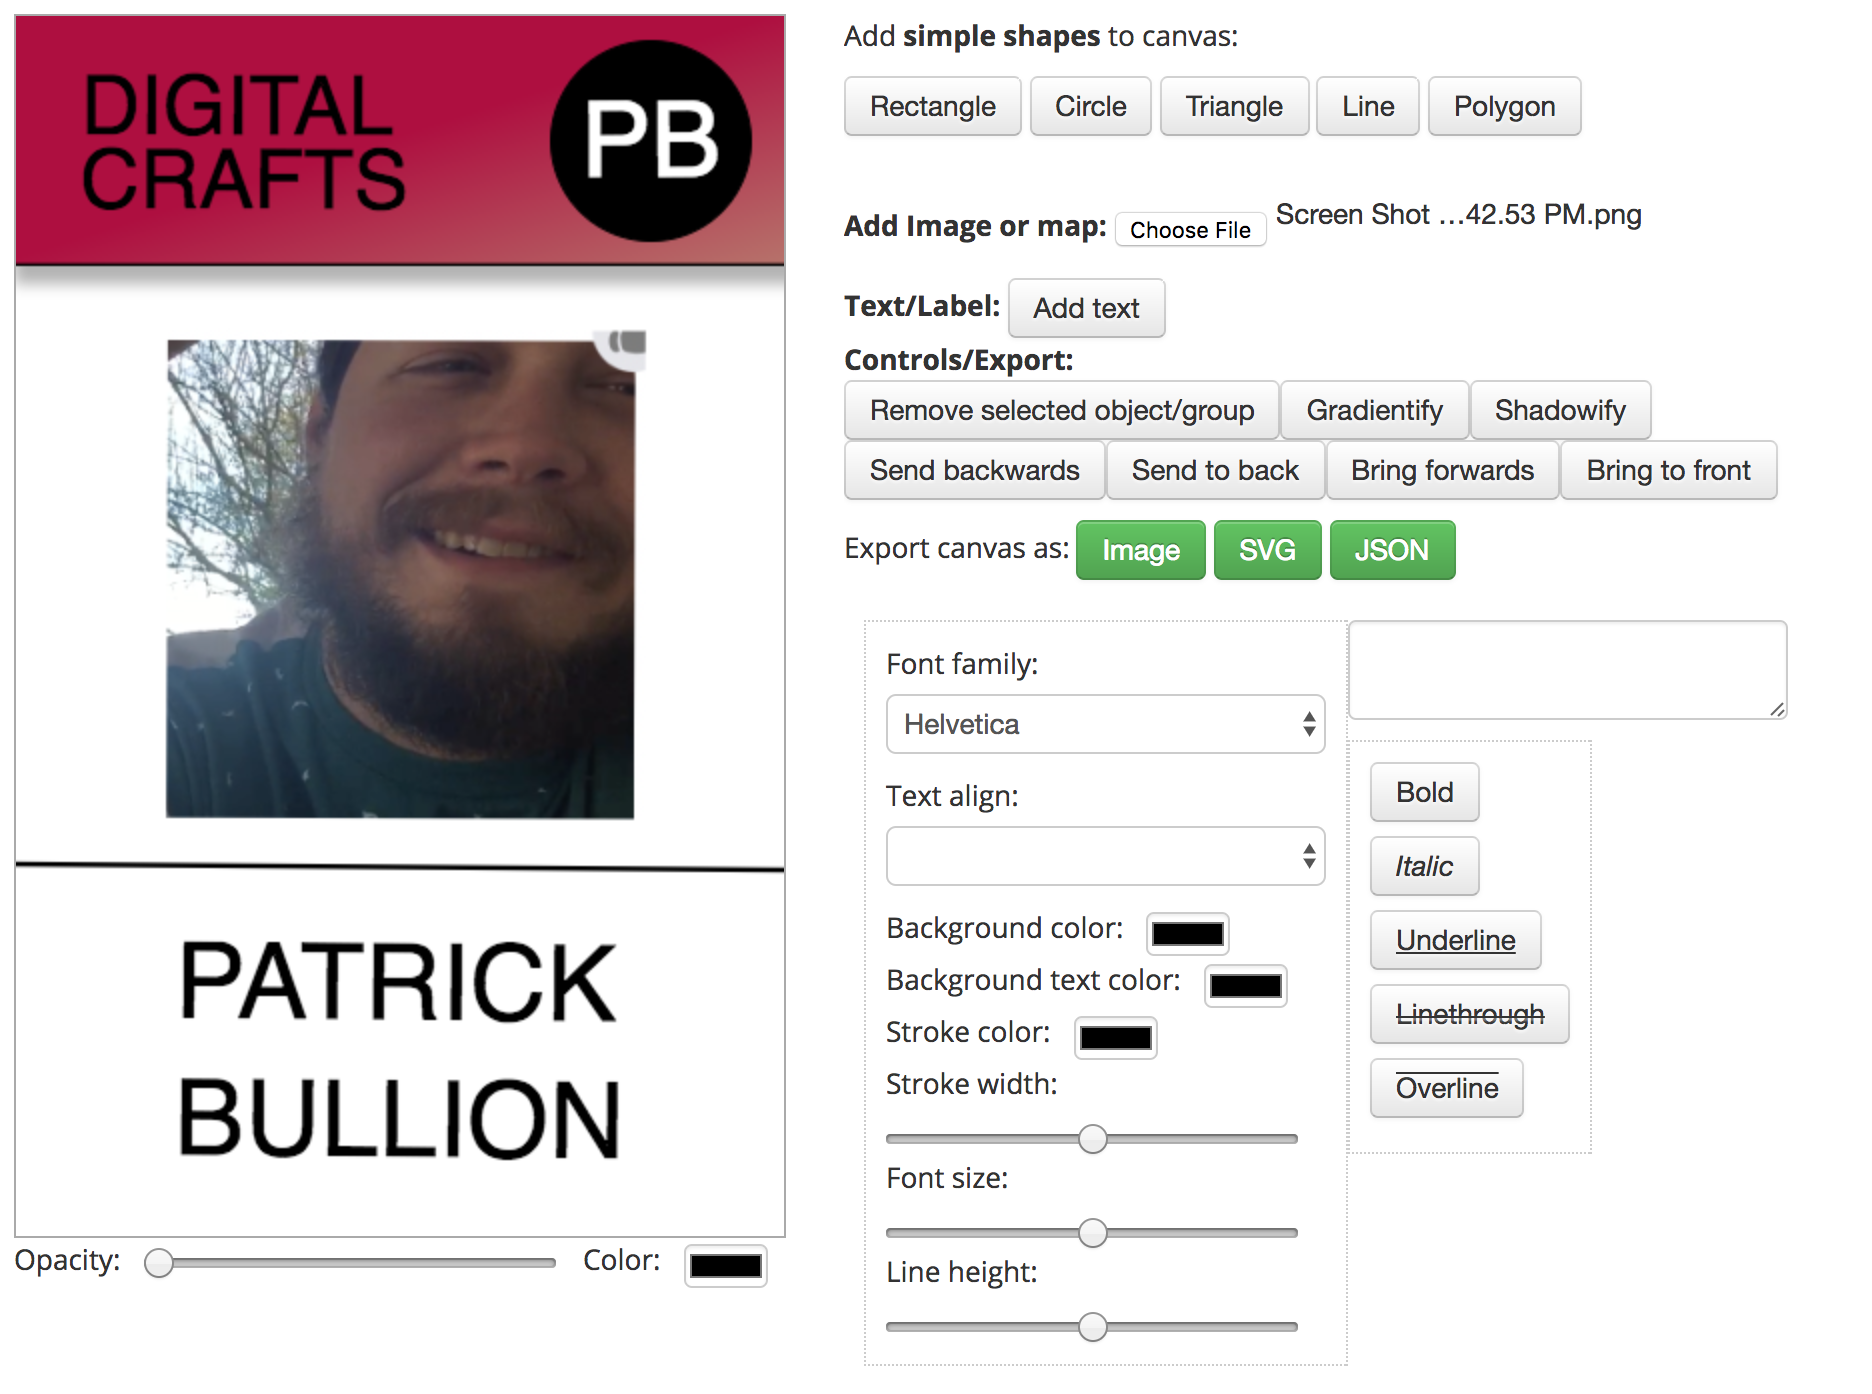 DIGITAL
CRAFTS
PB
PATRICK
BULLION
Opacity:
Color:
Add simple shapes to canvas:
Rectangle
Circle
Triangle
Line
Polygon
Add Image or map: Choose File Screen Shot ...42.53 PM.png
Text/Label: Add text
Controls/Export:
Remove selected object/group
Gradientify
Shadowify
Send backwards
Send to back
Bring forwards
Bring to front
Export canvas as: Image SVG JSON
Font family:
Helvetica
Text align:
Background color:
Background text color:
Stroke color:
Stroke width:
Font size:
Line height:
Bold
Italic
Underline
Linethrough
Overline